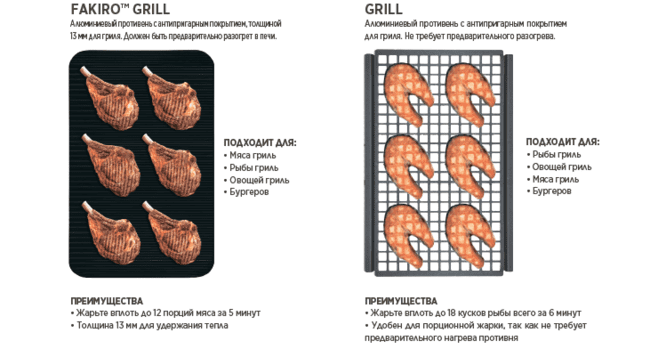 FAKIRO™ GRILL
Алюминиевый противень с антипригарным покрытием, толщиной
13 мм для гриля. Должен быть предварительно разогрет в печи.
ПОДХОДИТ ДЛЯ:
• Мяса гриль
• Рыбы гриль
• Овощей гриль
• Бургеров
ПРЕИМУЩЕСТВА
• Жарьте вплоть до 12 порций мяса за 5 минут
• Толщина 13 мм для удержания тепла
GRILL
Алюминиевый противень с антипригарным покрытием
для гриля. Не требует предварительного разогрева.
ПОДХОДИТ ДЛЯ:
• Рыбы гриль
• Овощей гриль
• Мяса гриль
• Бургеров
ПРЕИМУЩЕСТВА
• Жарьте вплоть до 18 кусков рыбы всего за 6 минут
• Удобен для порционной жарки, так как не требует
предварительного нагрева противня